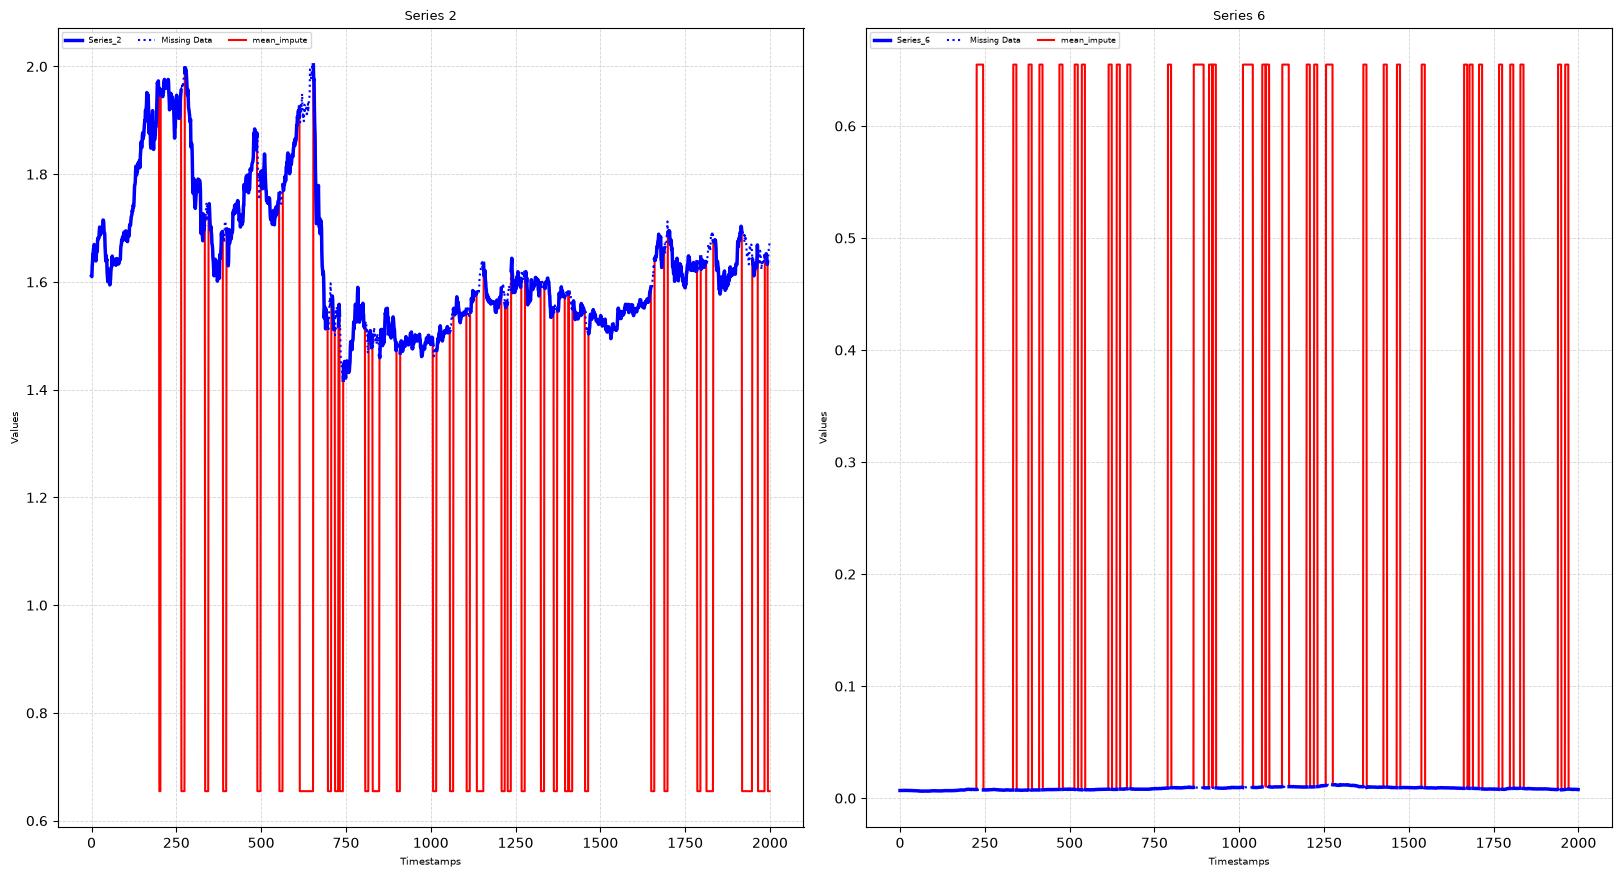 Series 2
Series_2 Missing Data mean_impute
2.0
1.8
1.6
1.4
1.2
1.0
0.8
0.6
Values
0 250 500 750 1000 1250 1500 1750 2000
Timestamps
Series 6
Series_6 Missing Data mean_impute
0.6
0.5
0.4
0.3
0.2
0.1
0.0
Values
0 250 500 750 1000 1250 1500 1750 2000
Timestamps